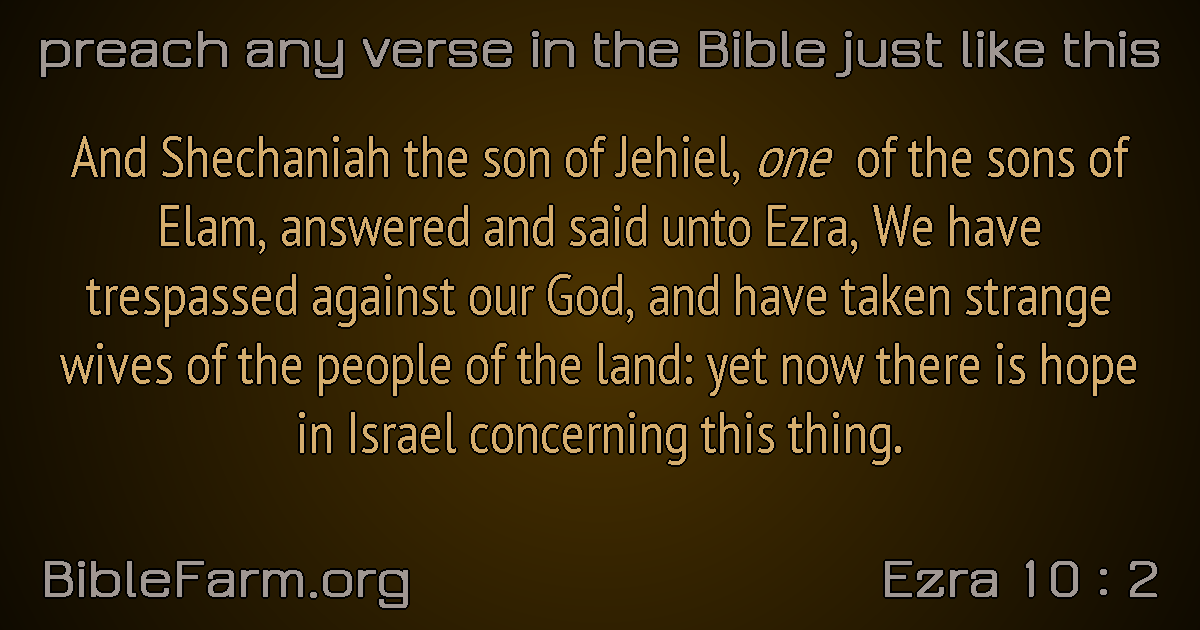 preach any verse in the Bible just like this
And Shechaniah the son of Jehiel, one of the sons of
Elam, answered and said unto Ezra, We have
trespassed against our God, and have taken strange
wives of the people of the land: yet now there is hope
in Israel concerning this thing.
BibleFarm.org
Ezra 10 : 2